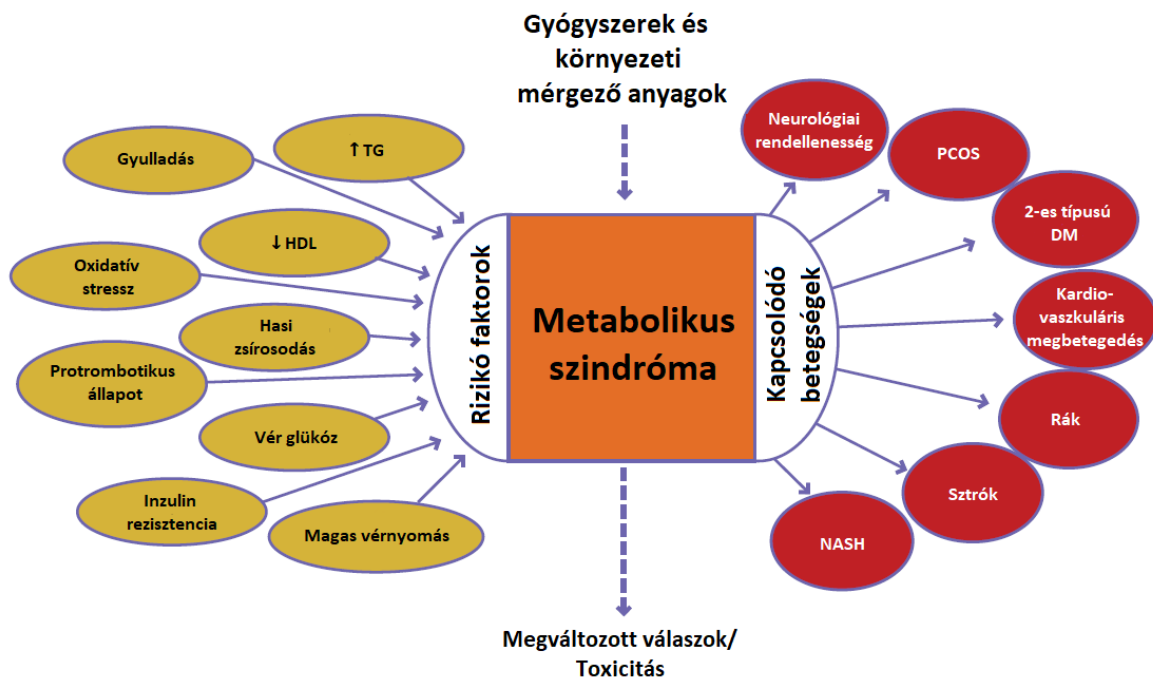 Gyógyszerek és
környezeti
mérgező anyagok
Gyulladás
↑ TG
↓ HDL
Oxidatív
stressz
Hasi
zsírosodás
Protrombotikus
állapot
Vér glükóz
Inzulin
rezisztencia
Magas vérnyomás
Rizikó faktorok
Metabolikus
szindróma
Kapcsolódó
betegségek
Neurológiai
rendellenesség
PCOS
2-es típusú
DM
Kardio-
vaszkuláris
megbetegedés
Rák
Sztrók
NASH
Megváltozott válaszok/
Toxicitás